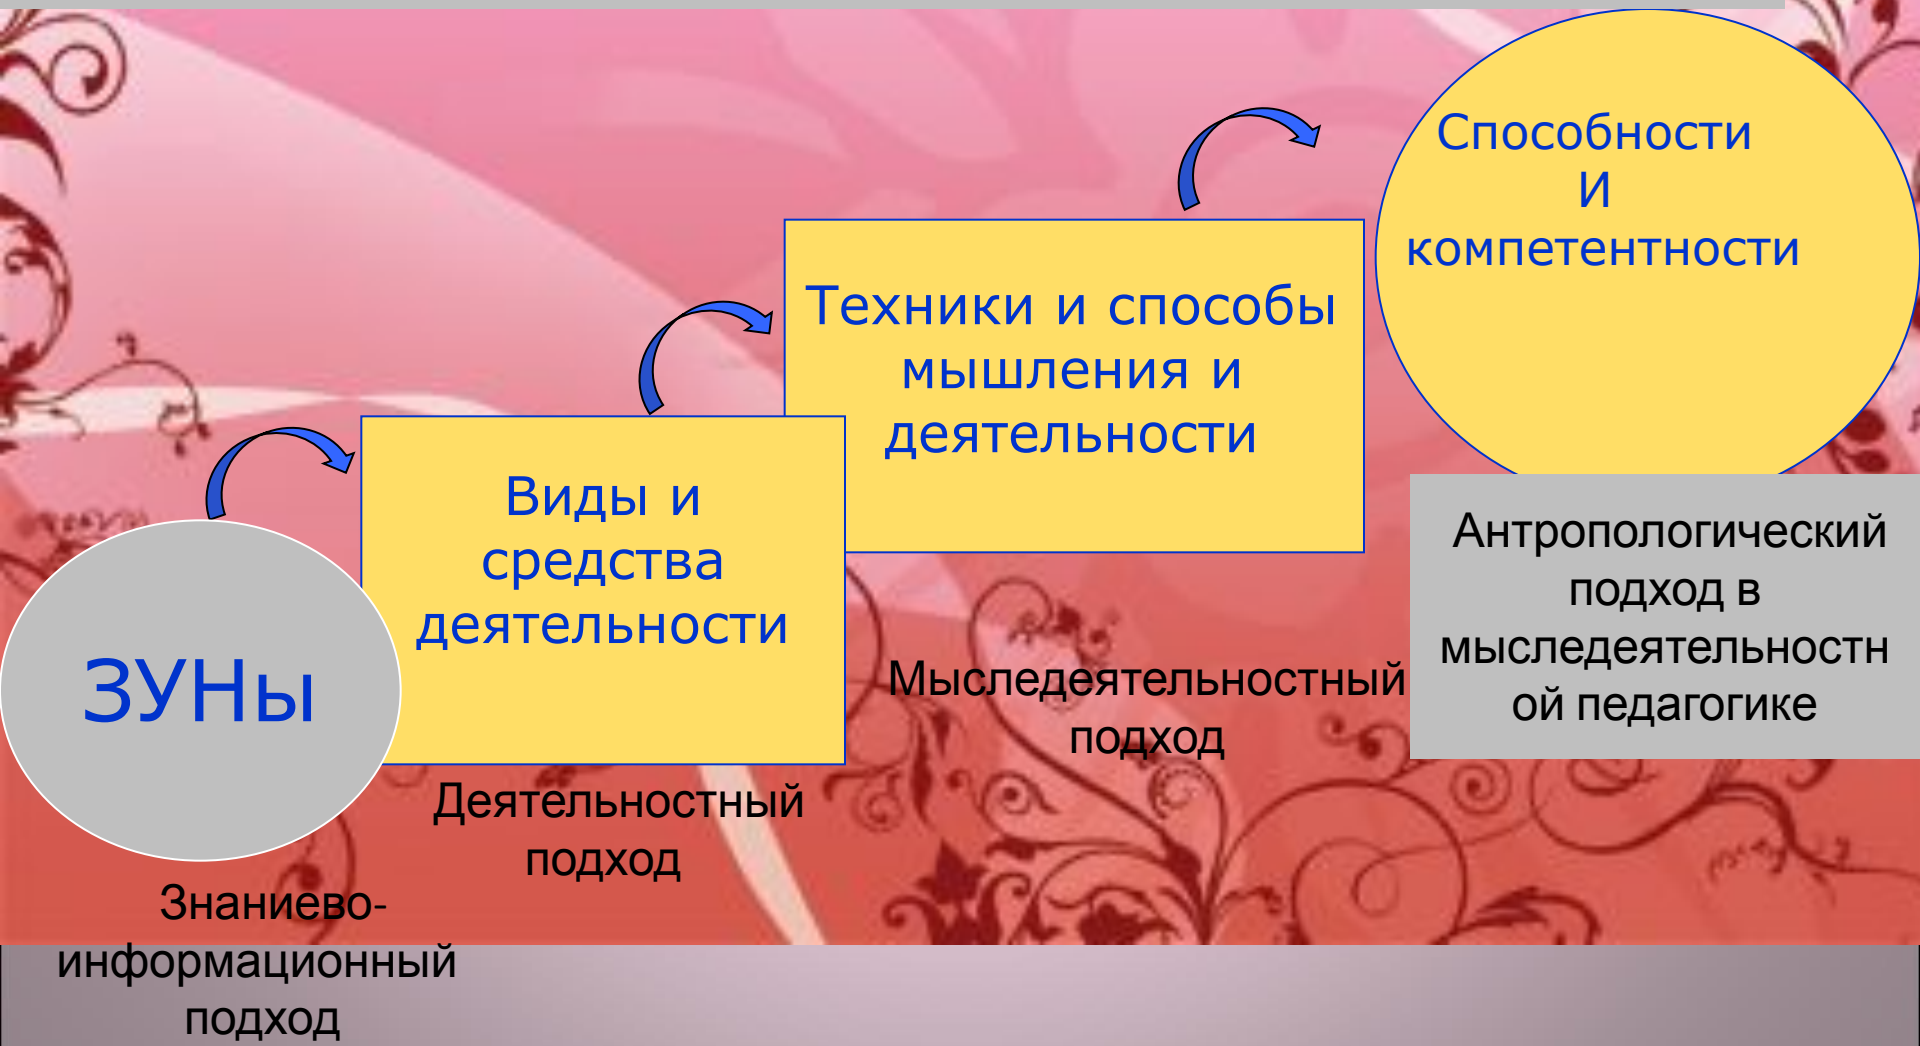 ЗУНы
Знаниево-
информационный
подход
Виды и
средства
деятельности
Деятельностный
подход
Техники и способы
мышления и
деятельности
Мыследеятельностный
подход
Способности
И
компетентности
Антропологический
подход в
мыследеятельностн
ой педагогике